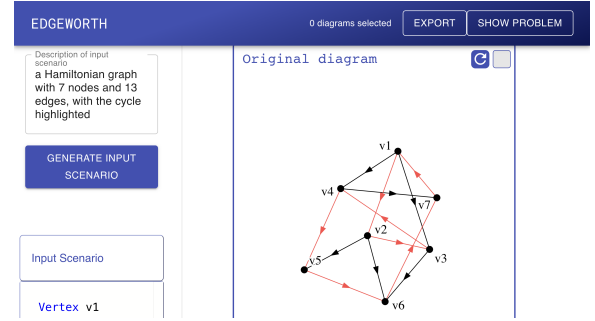 EDGEWORTH
0 diagrams selected
EXPORT
SHOW PROBLEM
Description of input
scenario
a Hamiltonian graph
with 7 nodes and 13
edges, with the cycle
highlighted
GENERATE INPUT
SCENARIO
Input Scenario
Vertex v1
Original diagram
v1
v4
v7
v2
v3
v5
v6